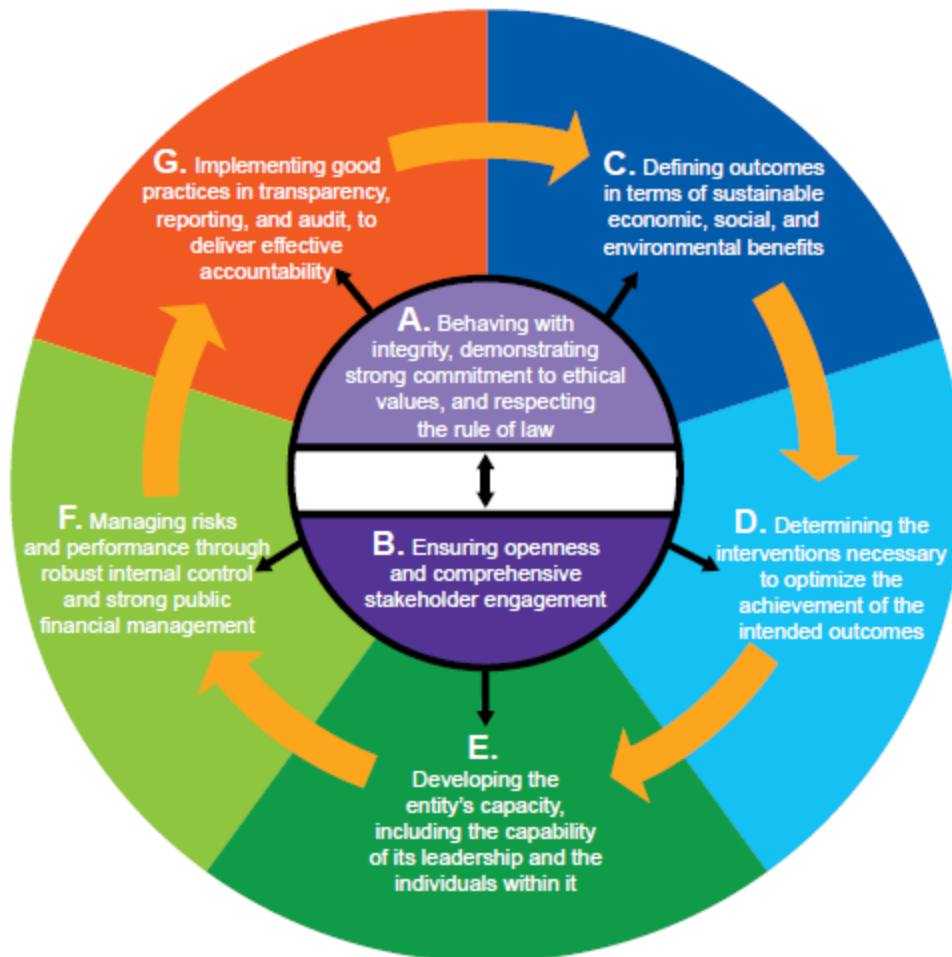 G. Implementing good
practices in transparency,
reporting, and audit, to
deliver effective
accountability
C. Defining outcomes
in terms of sustainable
economic, social, and
environmental benefits
A. Behaving with
integrity, demonstrating
strong commitment to ethical
values, and respecting
the rule of law
B. Ensuring openness
and comprehensive
stakeholder engagement
D. Determining the
interventions necessary
to optimize the
achievement of the
intended outcomes
E.
Developing the
entity's capacity,
including the capability
of its leadership and the
individuals within it
F. Managing risks
and performance through
robust internal control
and strong public
financial management